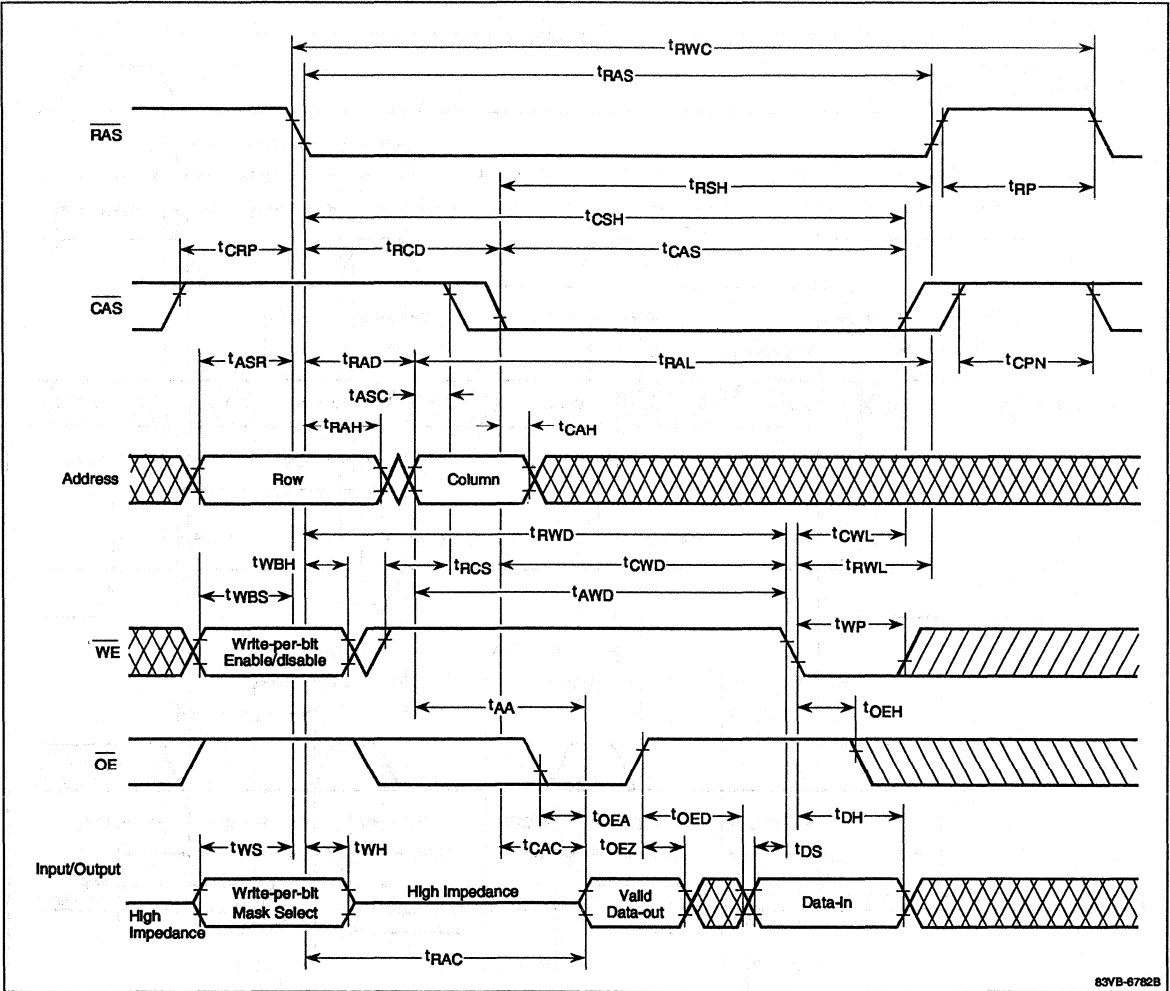 tRWC
tRAS
RAS
tRSH
tRP
tCSH
tCRP
tRCD
tCAS
CAS
tASR
tRAD
tRAL
tCPN
tASC
tRAH
tCAH
Address
Row
Column
tRWD
tCWL
tWBH
tRCS
tCWD
tRWL
tWBS
tAWD
WE
Write-per-bit
Enable/disable
tWP
tAA
tOEH
OE
tOEA
tOED
tDH
tWS
tWH
tCAC
tOEZ
tDS
Input/Output
High
Impedance
Write-per-bit
Mask Select
High Impedance
Valid
Data-out
Data-in
tRAC
83VB-6782B